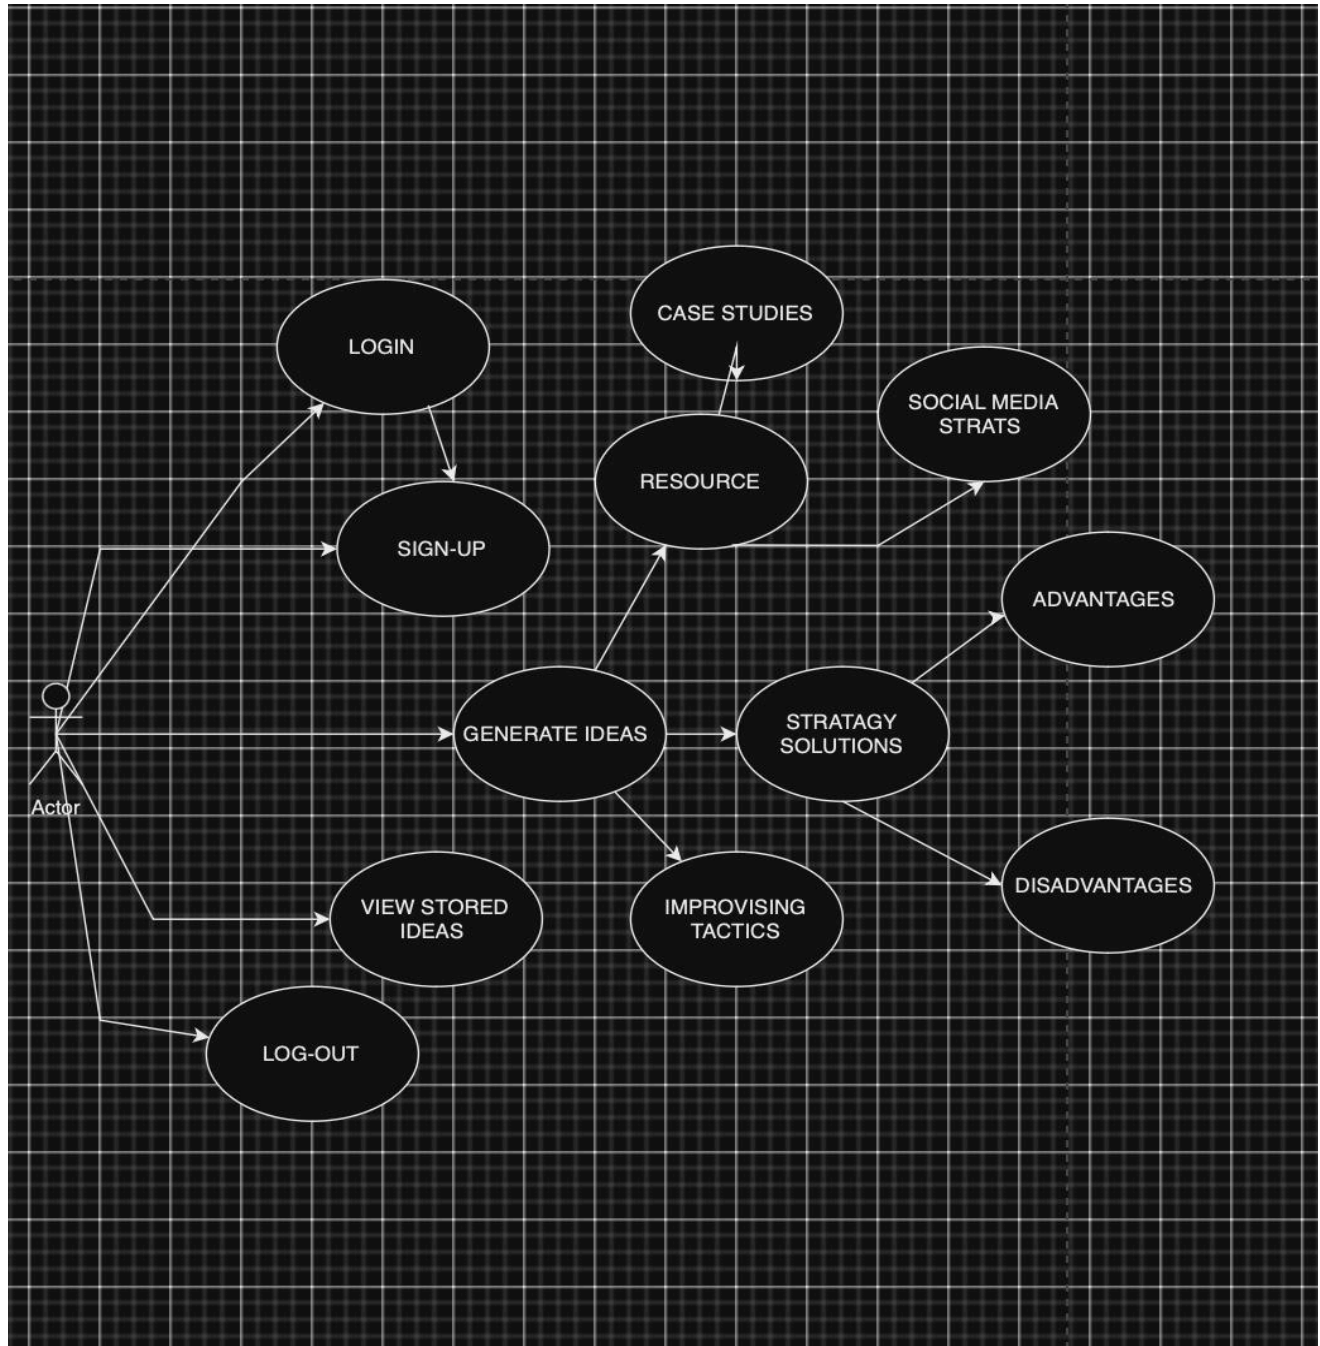 CASE STUDIES
LOGIN
SOCIAL MEDIA
STRATS
RESOURCE
SIGN-UP
ADVANTAGES
GENERATE IDEAS
STRATAGY
SOLUTIONS
Actor
DISADVANTAGES
VIEW STORED
IDEAS
IMPROVISING
TACTICS
LOG-OUT